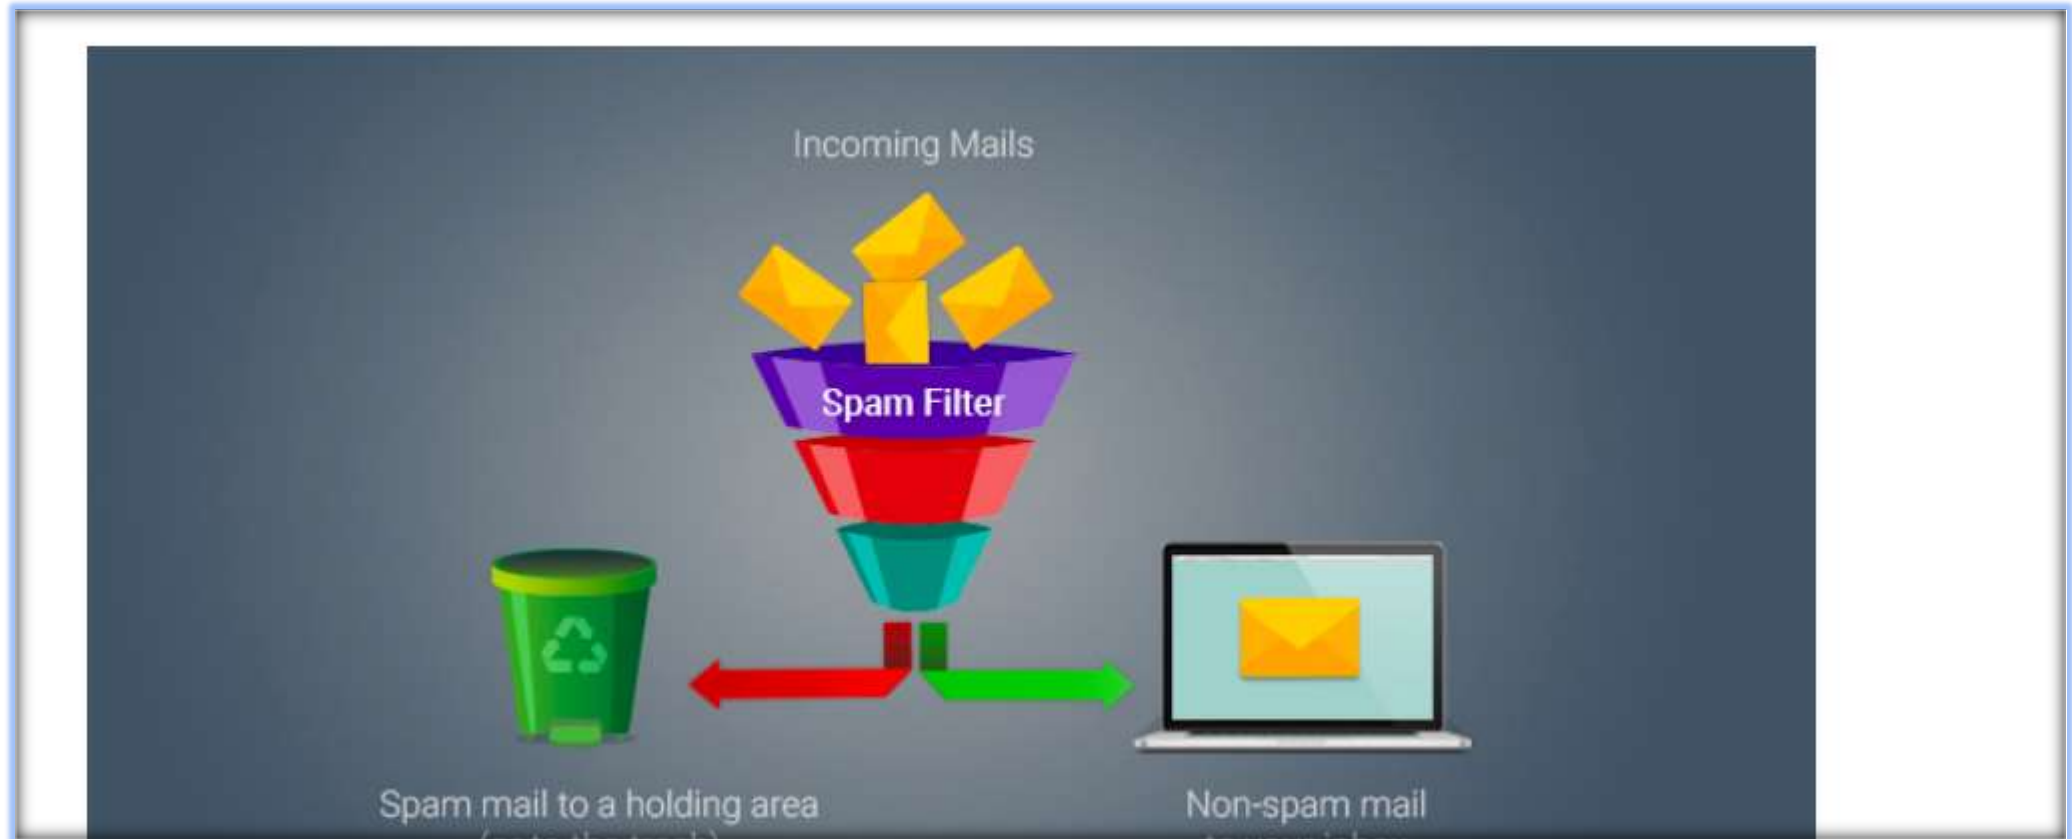 Incoming Mails
Spam Filter
Spam mail to a holding area
Non-spam mail